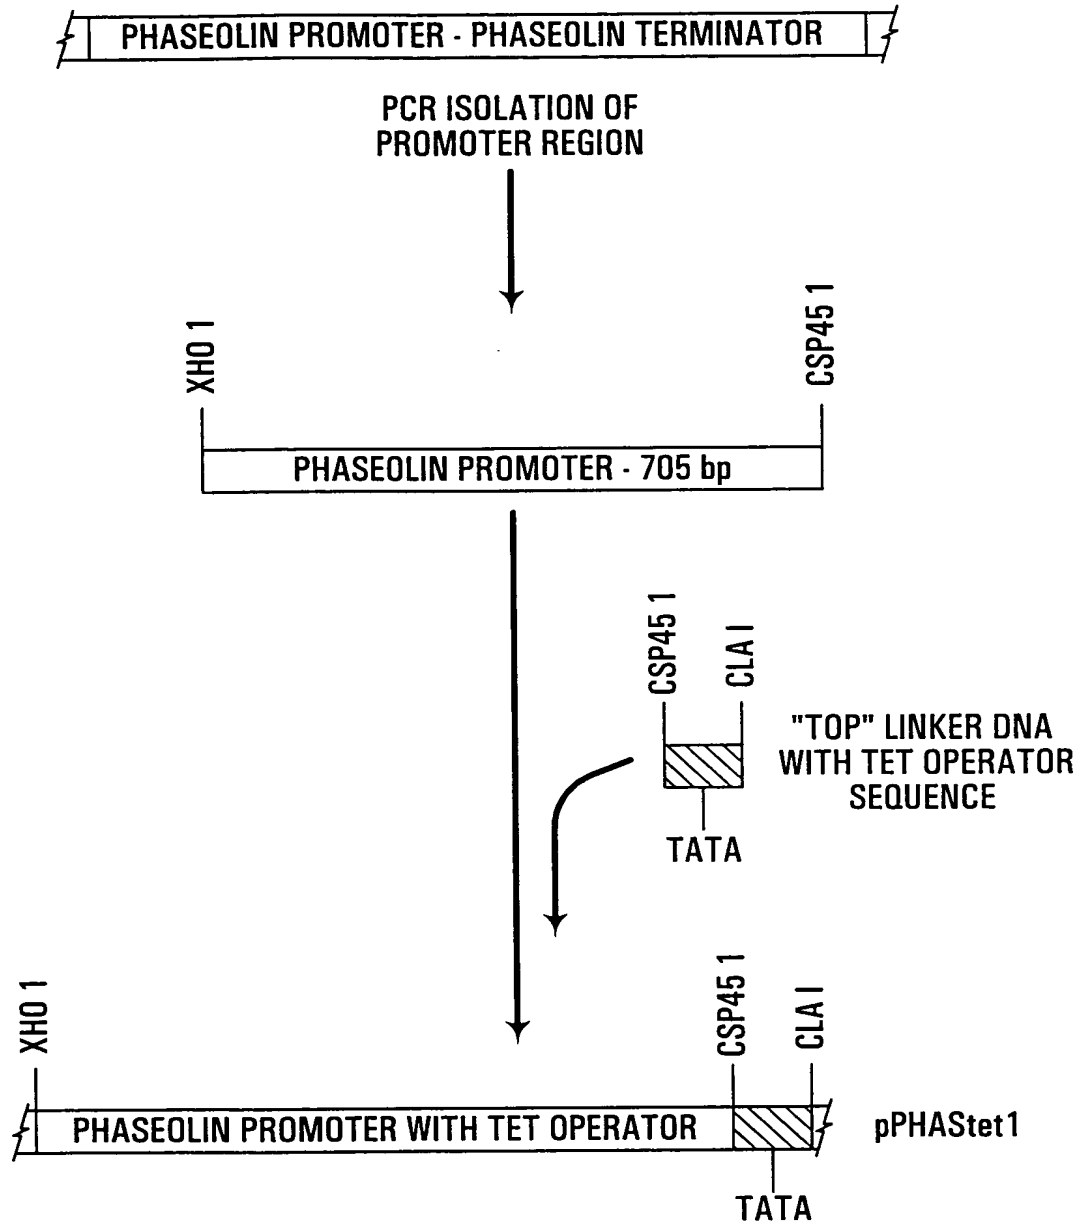 PHASEOLIN PROMOTER - PHASEOLIN TERMINATOR
PCR ISOLATION OF
PROMOTER REGION
XHO 1
CSP45 1
PHASEOLIN PROMOTER - 705 bp
CSP45 1
CLA I
"TOP" LINKER DNA
WITH TET OPERATOR
SEQUENCE
TATA
XHO 1
CSP45 1
CLA I
PHASEOLIN PROMOTER WITH TET OPERATOR
pPHAStet1
TATA